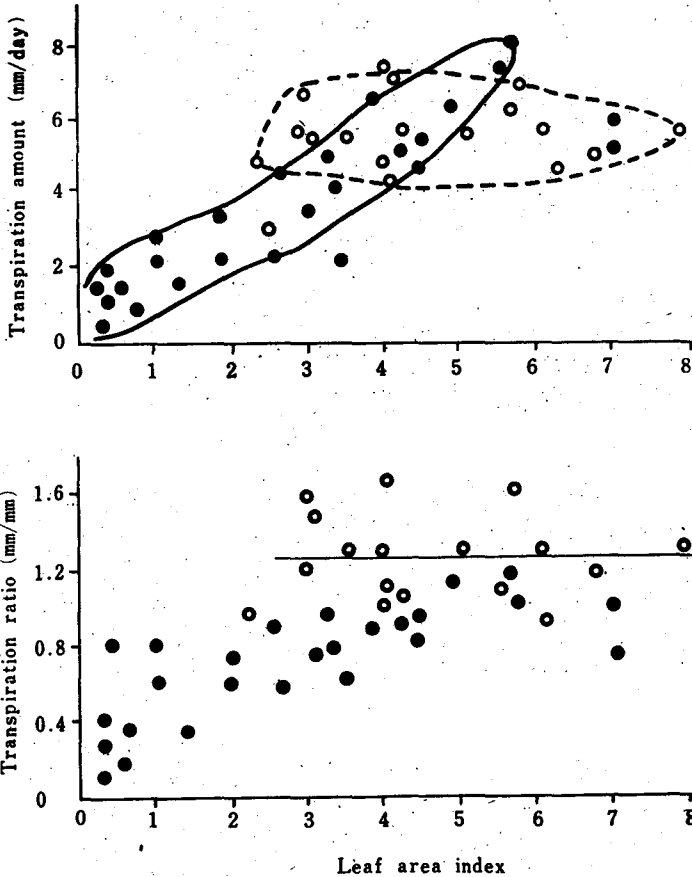 Transpiration amount (mm/day)
8
6
4
2
0
0 1 2 3 4 5 6 7 8
Transpiration ratio (mm/mm)
1.6
1.2
0.8
0.4
0
0 1 2 3 4 5 6 7 8
Leaf area index